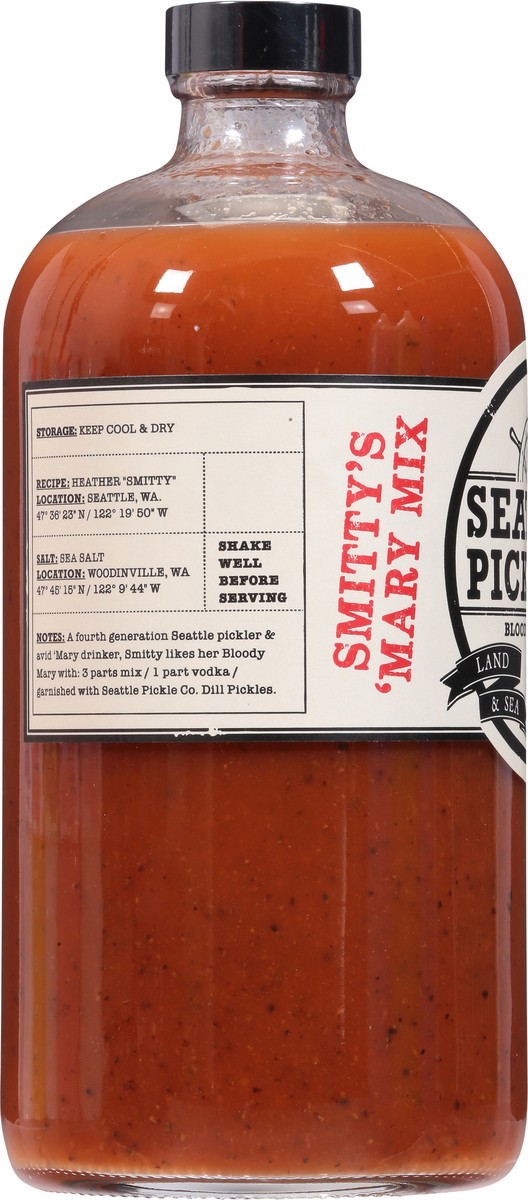 STORAGE: KEEP COOL & DRY
RECIPE: HEATHER "SMITTY"
LOCATION: SEATTLE, WA.
47° 36' 23" N / 122° 19' 50" W
SALT: SEA SALT
LOCATION: WOODINVILLE, WA
47° 45' 15" N / 122° 9' 44" W
SHAKE
WELL
BEFORE
SERVING
NOTES: A fourth generation Seattle pickler &
avid 'Mary drinker, Smitty likes her Bloody
Mary with: 3 parts mix / 1 part vodka /
garnished with Seattle Pickle Co. Dill Pickles.
SMITTY'S
'MARY MIX
SEA
PICK
BLOO
LAND
& SEA